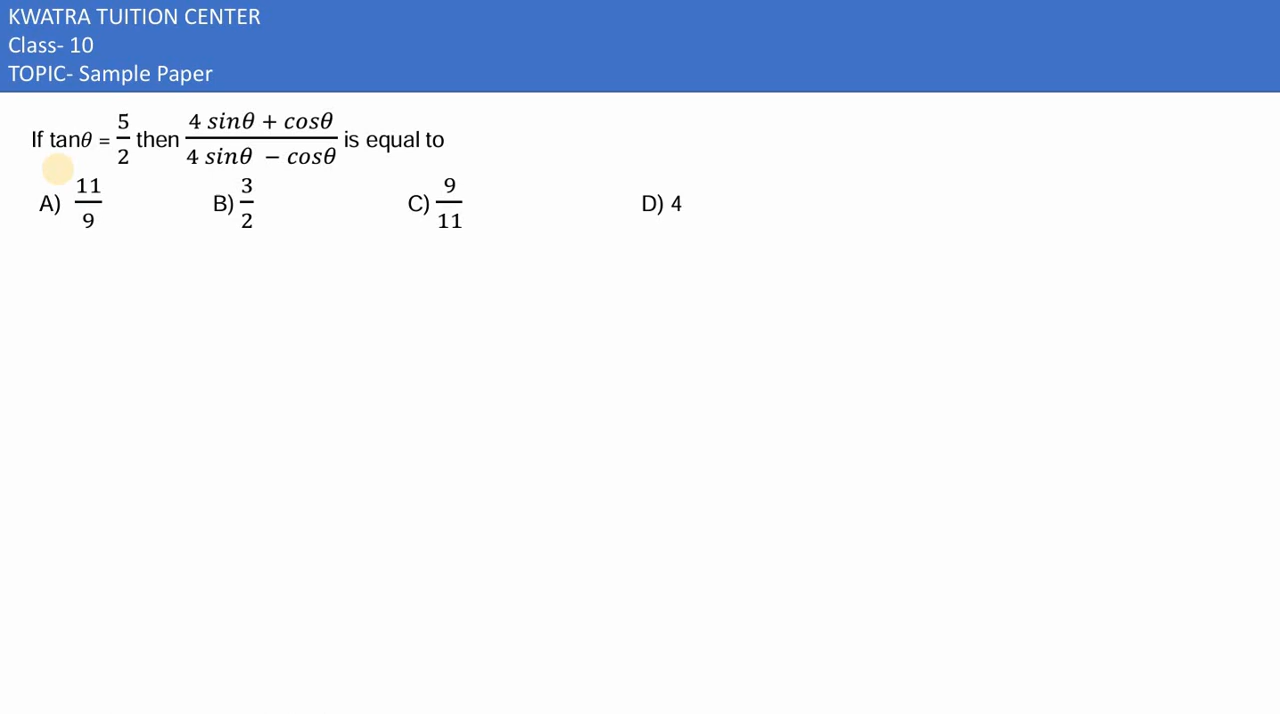 KWATRA TUITION CENTER
Class- 10
TOPIC- Sample Paper
If tanθ = 5/2 then (4 sinθ + cosθ)/(4 sinθ − cosθ) is equal to
A) 11/9 B) 3/2 C) 9/11 D) 4